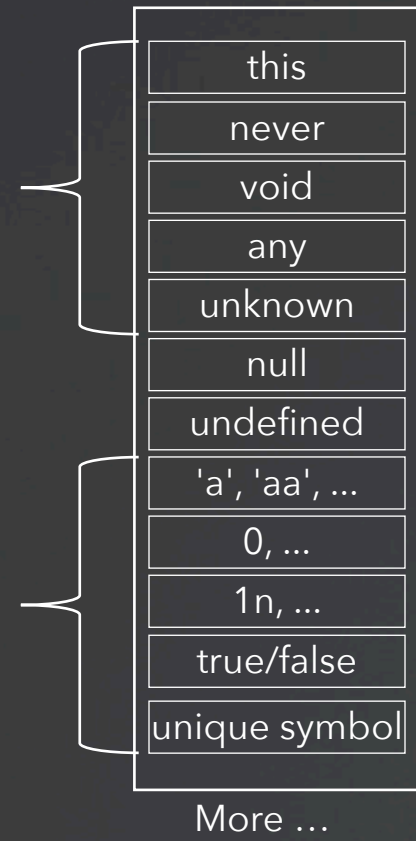 this
never
void
any
unknown
null
undefined
'a', 'aa', ...
0, ...
1n, ...
true/false
unique symbol
More ...